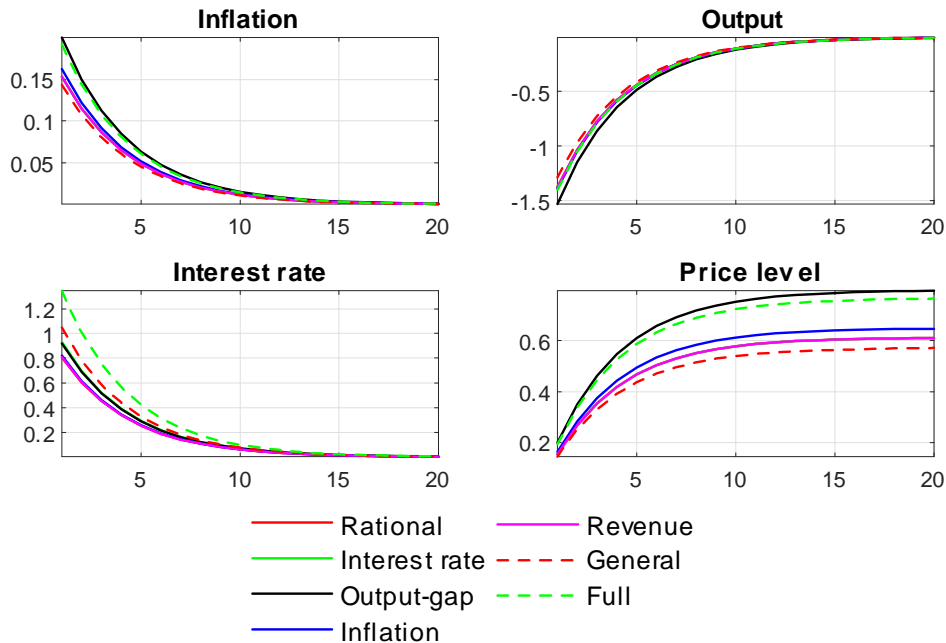 Inflation
0.15
0.1
0.05
5 10 15 20
Output
-0.5
-1
-1.5
5 10 15 20
Interest rate
1.2
1
0.8
0.6
0.4
0.2
5 10 15 20
Price level
0.6
0.4
0.2
5 10 15 20
Rational
Interest rate
Output-gap
Inflation
Revenue
General
Full